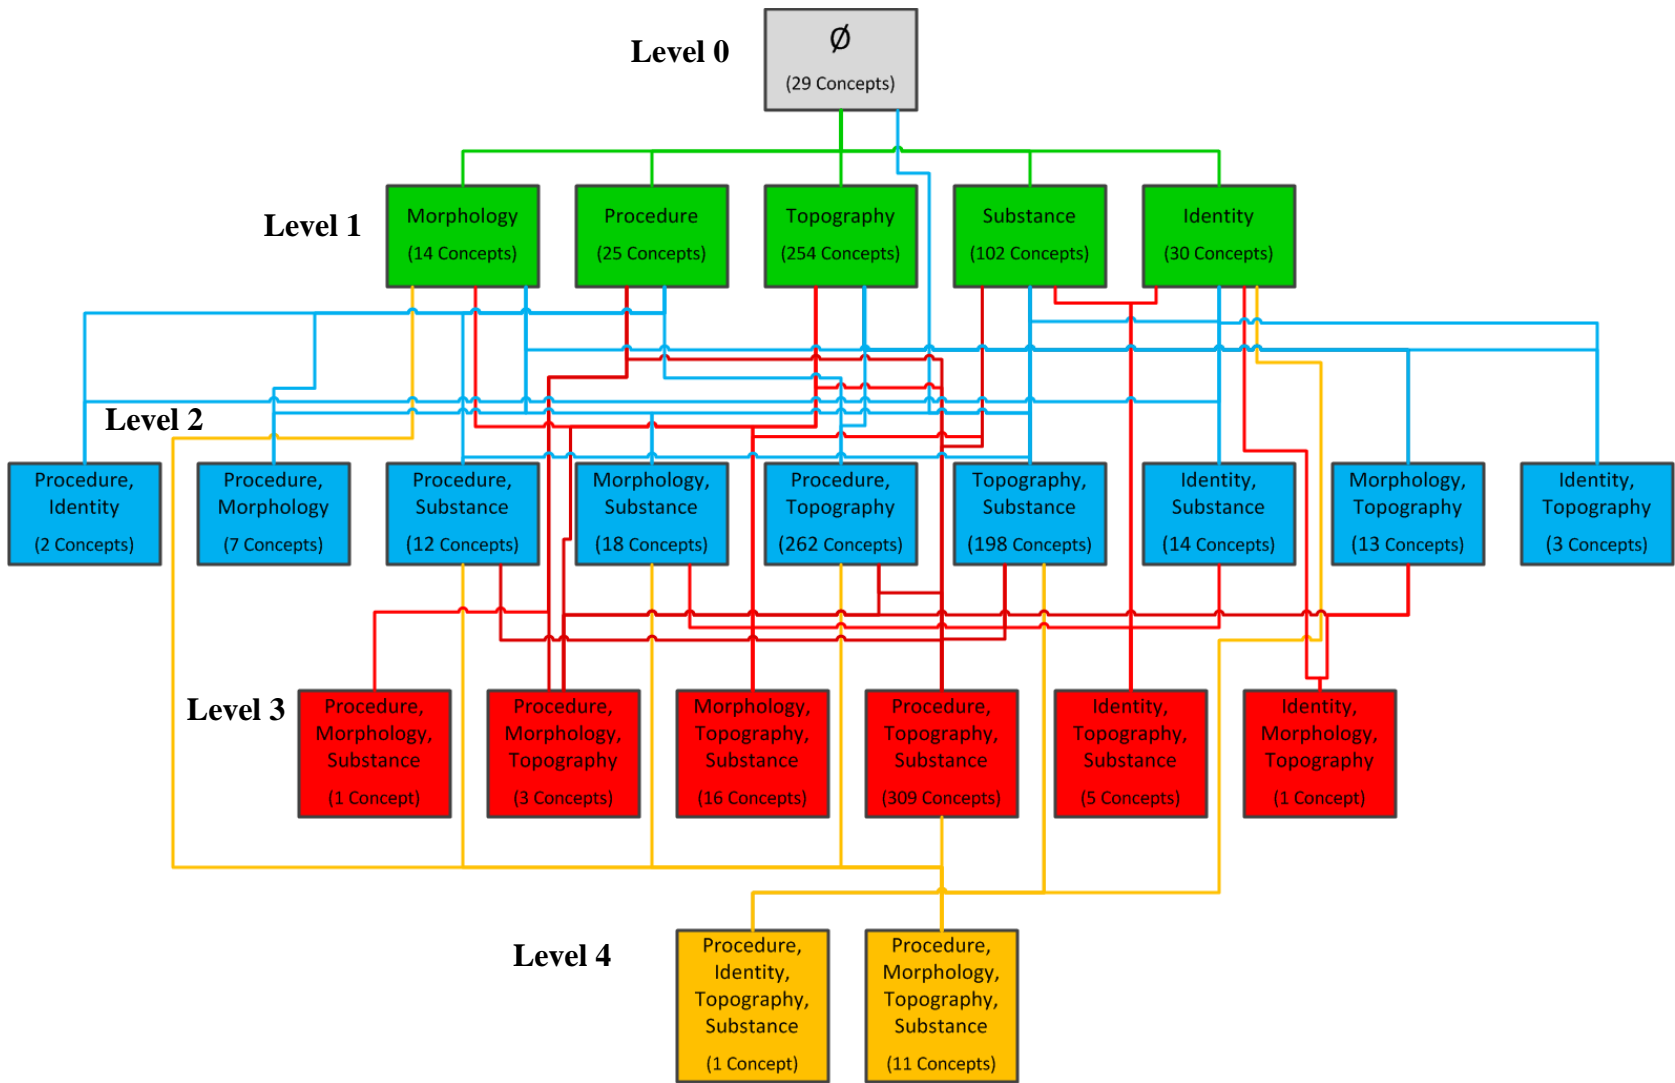 Level 0
Ø
(29 Concepts)
Level 1
Morphology
(14 Concepts)
Procedure
(25 Concepts)
Topography
(254 Concepts)
Substance
(102 Concepts)
Identity
(30 Concepts)
Level 2
Procedure,
Identity
(2 Concepts)
Procedure,
Morphology
(7 Concepts)
Procedure,
Substance
(12 Concepts)
Morphology,
Substance
(18 Concepts)
Procedure,
Topography
(262 Concepts)
Topography,
Substance
(198 Concepts)
Identity,
Substance
(14 Concepts)
Morphology,
Topography
(13 Concepts)
Identity,
Topography
(3 Concepts)
Level 3
Procedure,
Morphology,
Substance
(1 Concept)
Procedure,
Morphology,
Topography
(3 Concepts)
Morphology,
Topography,
Substance
(16 Concepts)
Procedure,
Topography,
Substance
(309 Concepts)
Identity,
Topography,
Substance
(5 Concepts)
Identity,
Morphology,
Topography
(1 Concept)
Level 4
Procedure,
Identity,
Topography,
Substance
(1 Concept)
Procedure,
Morphology,
Topography,
Substance
(11 Concepts)